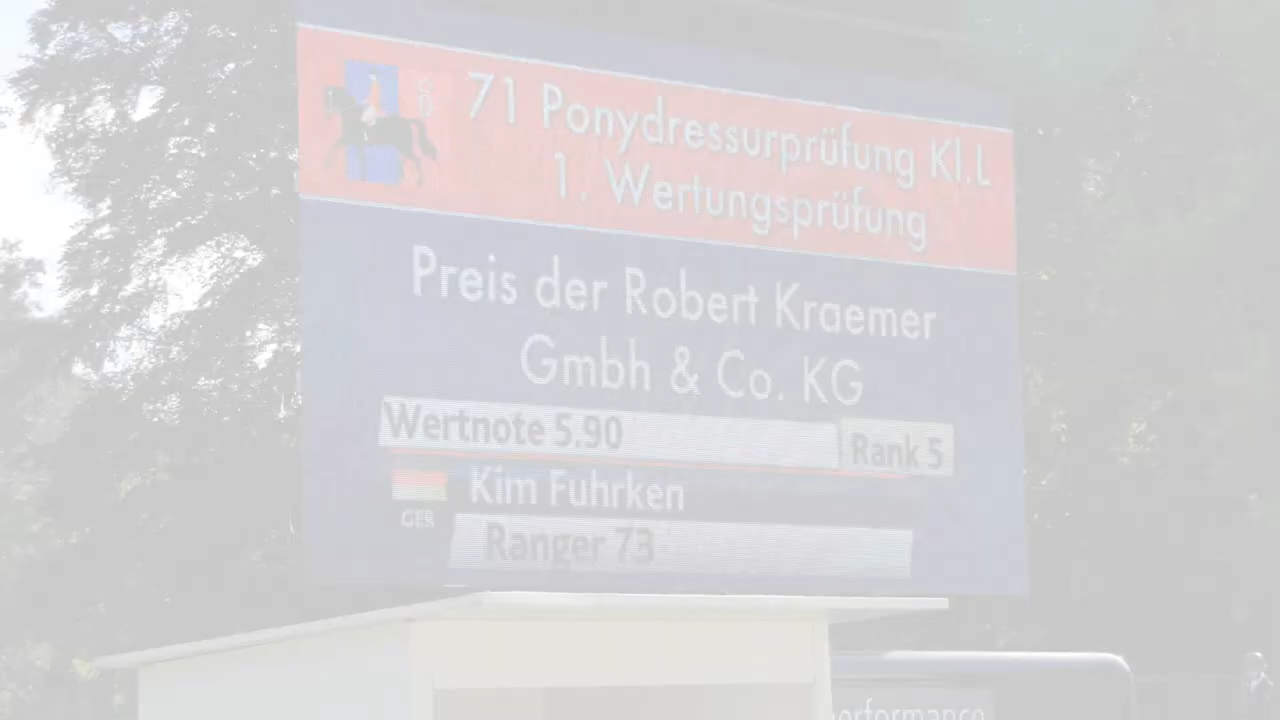 71 Ponydressurprüfung Kl.L
1. Wertungsprüfung
Preis der Robert Kraemer
Gmbh & Co. KG
Wertnote 5.90
Rank 5
Kim Fuhrken
GER
Ranger 73
performance